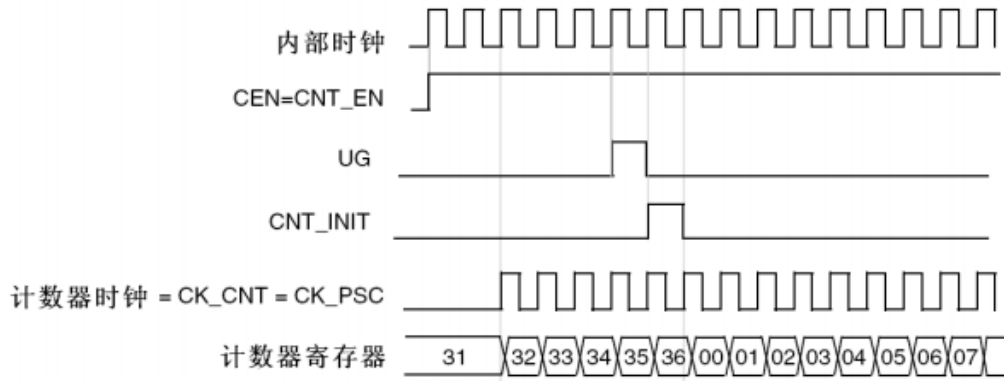 内部时钟
CEN=CNT_EN
UG
CNT_INIT
计数器时钟 = CK_CNT = CK_PSC
计数器寄存器 31 32 33 34 35 36 00 01 02 03 04 05 06 07